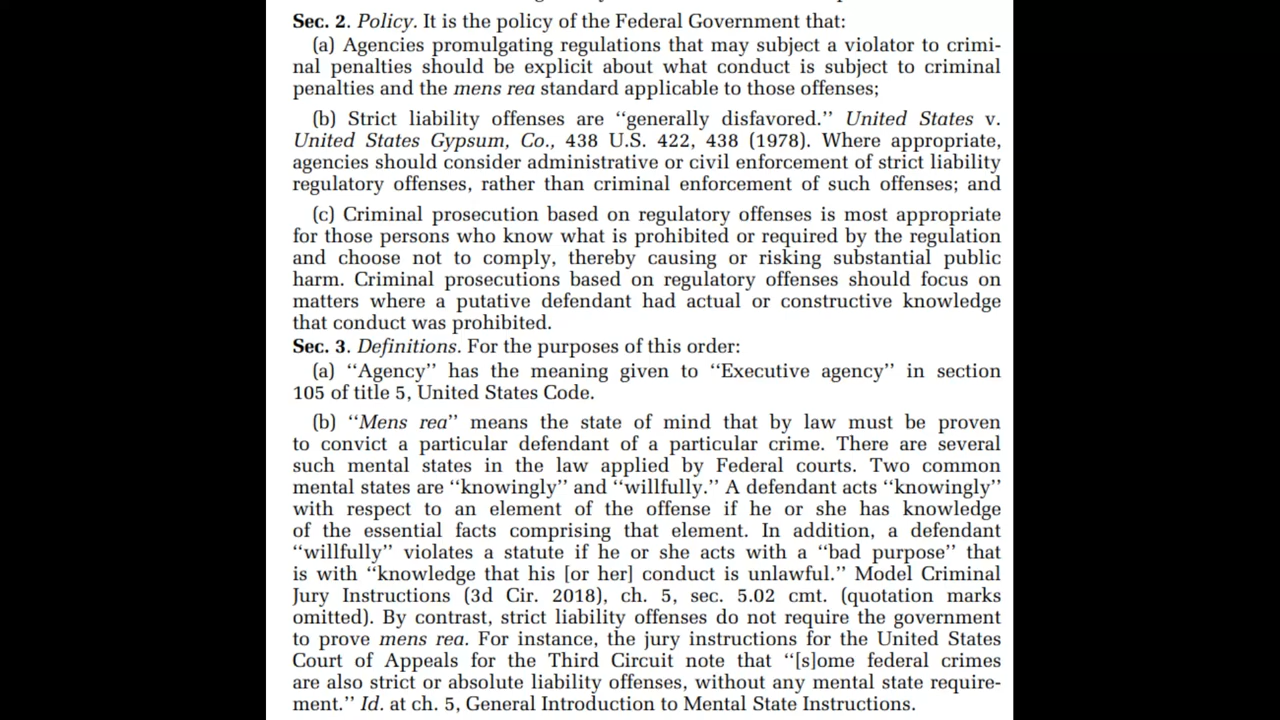 Sec. 2. Policy. It is the policy of the Federal Government that:
(a) Agencies promulgating regulations that may subject a violator to crimi-
nal penalties should be explicit about what conduct is subject to criminal
penalties and the mens rea standard applicable to those offenses;
(b) Strict liability offenses are ‘‘generally disfavored.’’ United States v.
United States Gypsum, Co., 438 U.S. 422, 438 (1978). Where appropriate,
agencies should consider administrative or civil enforcement of strict liability
regulatory offenses, rather than criminal enforcement of such offenses; and
(c) Criminal prosecution based on regulatory offenses is most appropriate
for those persons who know what is prohibited or required by the regulation
and choose not to comply, thereby causing or risking substantial public
harm. Criminal prosecutions based on regulatory offenses should focus on
matters where a putative defendant had actual or constructive knowledge
that conduct was prohibited.
Sec. 3. Definitions. For the purposes of this order:
(a) ‘‘Agency’’ has the meaning given to ‘‘Executive agency’’ in section
105 of title 5, United States Code.
(b) ‘‘Mens rea’’ means the state of mind that by law must be proven
to convict a particular defendant of a particular crime. There are several
such mental states in the law applied by Federal courts. Two common
mental states are ‘‘knowingly’’ and ‘‘willfully.’’ A defendant acts ‘‘knowingly’’
with respect to an element of the offense if he or she has knowledge
of the essential facts comprising that element. In addition, a defendant
‘‘willfully’’ violates a statute if he or she acts with a ‘‘bad purpose’’ that
is with ‘‘knowledge that his [or her] conduct is unlawful.’’ Model Criminal
Jury Instructions (3d Cir. 2018), ch. 5, sec. 5.02 cmt. (quotation marks
omitted). By contrast, strict liability offenses do not require the government
to prove mens rea. For instance, the jury instructions for the United States
Court of Appeals for the Third Circuit note that ‘‘[s]ome federal crimes
are also strict or absolute liability offenses, without any mental state require-
ment.’’ Id. at ch. 5, General Introduction to Mental State Instructions.